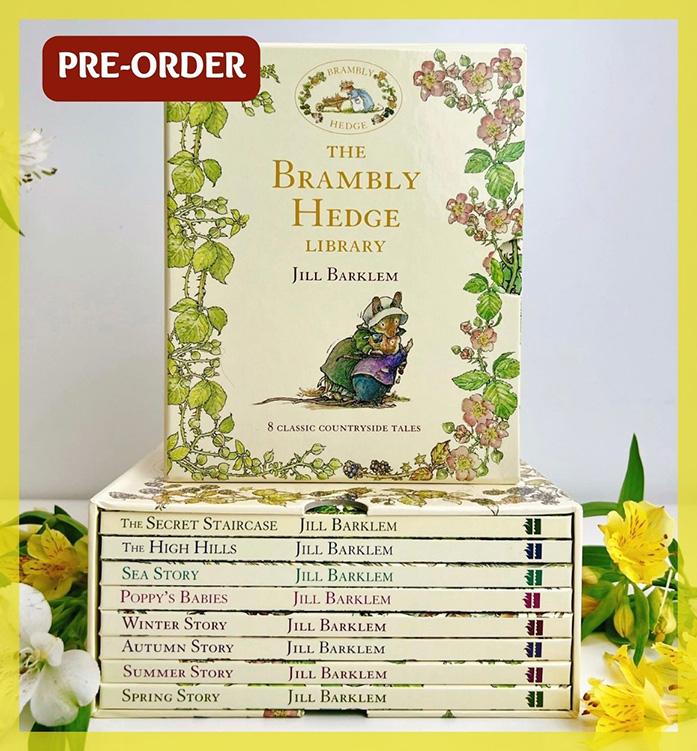 PRE-ORDER
BRAMBLY
HEDGE
THE
BRAMBLY
HEDGE
LIBRARY
JILL BARKLEM
8 CLASSIC COUNTRYSIDE TALES
THE SECRET STAIRCASE JILL BARKLEM
THE HIGH HILLS JILL BARKLEM
SEA STORY JILL BARKLEM
POPPY'S BABIES JILL BARKLEM
WINTER STORY JILL BARKLEM
AUTUMN STORY JILL BARKLEM
SUMMER STORY JILL BARKLEM
SPRING STORY JILL BARKLEM